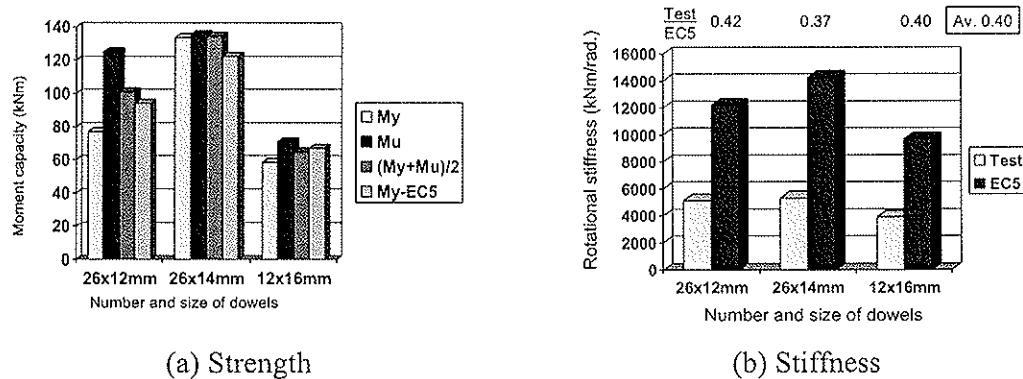 Moment capacity (kNm)
140
120
100
80
60
40
20
0
26x12mm 26x14mm 12x16mm
Number and size of dowels
My
Mu
(My+Mu)/2
My-EC5
(a) Strength
Test
EC5
0.42 0.37 0.40 Av. 0.40
Rotational stiffness (kNm/rad.)
16000
14000
12000
10000
8000
6000
4000
2000
0
26x12mm 26x14mm 12x16mm
Number and size of dowels
Test
EC5
(b) Stiffness